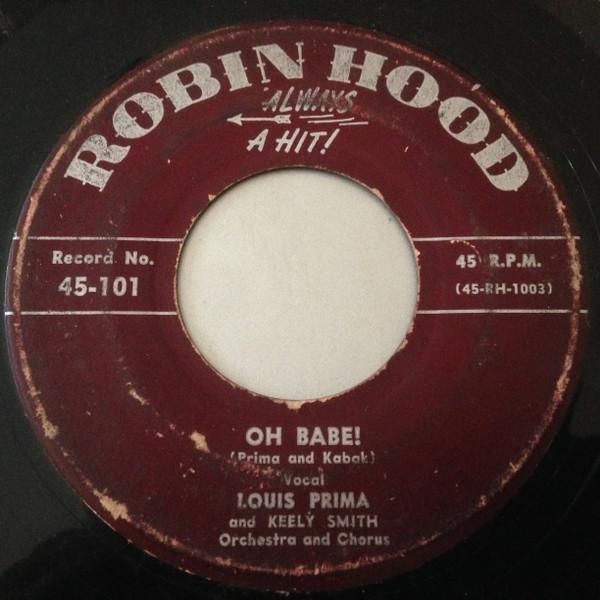 ROBIN HOOD
ALWAYS
A HIT!
Record No.
45-101
45 R.P.M.
(45-RH-1003)
OH BABE!
(Prima and Kabak)
Vocal
LOUIS PRIMA
and KEELY SMITH
Orchestra and Chorus